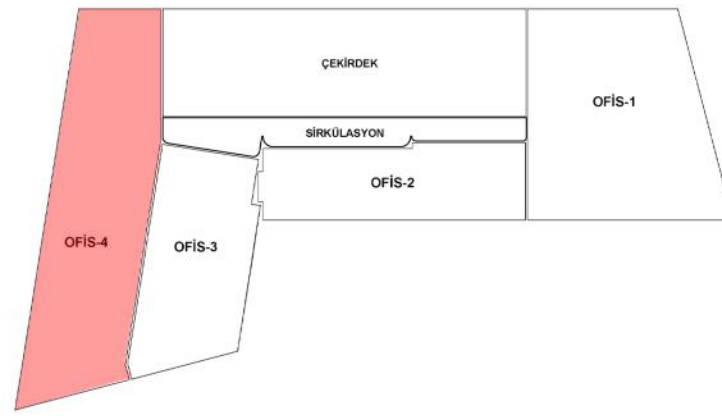 ÇEKİRDEK
OFİS-1
SİRKÜLASYON
OFİS-2
OFİS-4
OFİS-3